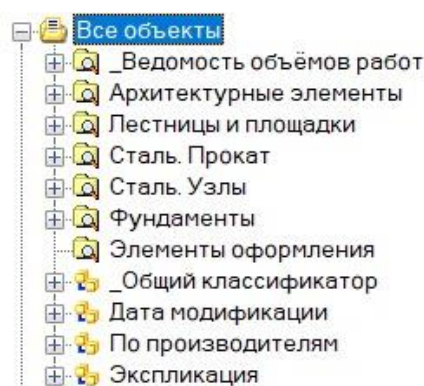 Все объекты
_Ведомость объёмов работ
Архитектурные элементы
Лестницы и площадки
Сталь. Прокат
Сталь. Узлы
Фундаменты
Элементы оформления
_Общий классификатор
Дата модификации
По производителям
Экспликация